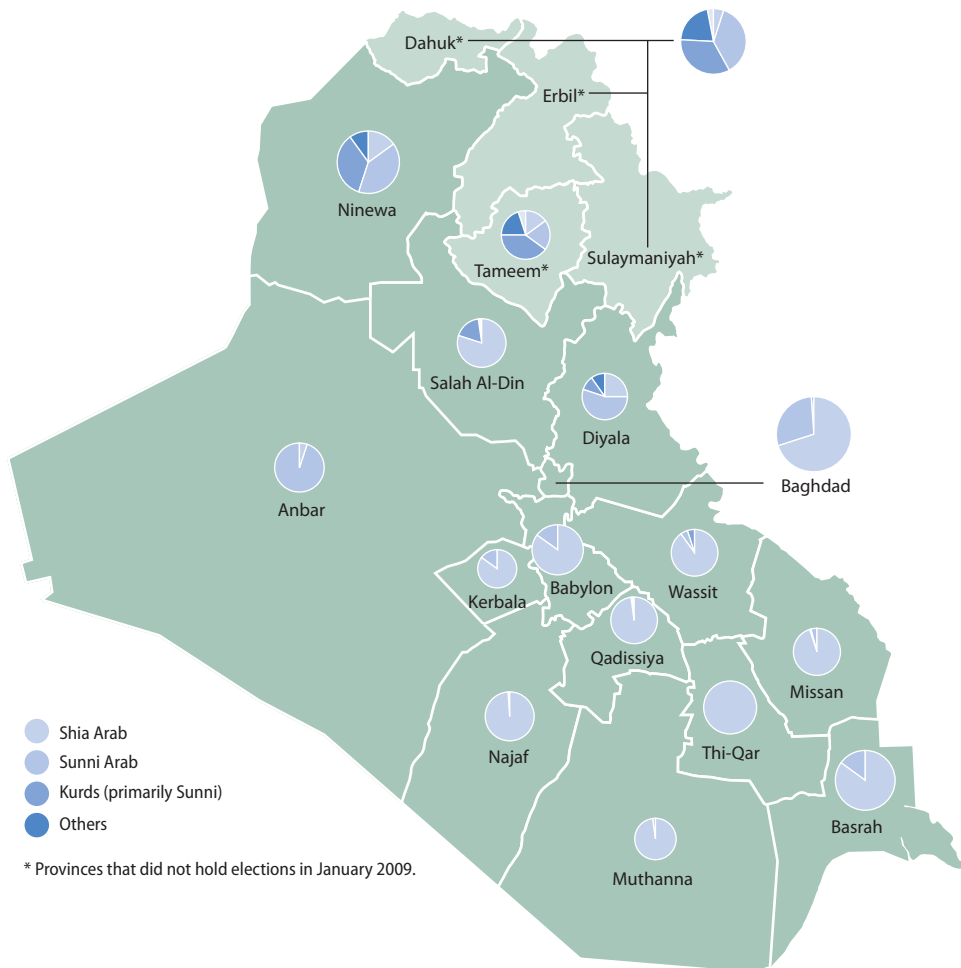 Dahuk*
Erbil*
Ninewa
Tameem*
Sulaymaniyah*
Salah Al-Din
Diyala
Baghdad
Anbar
Kerbala
Babylon
Wassit
Qadissiya
Missan
Najaf
Thi-Qar
Basrah
Muthanna
Shia Arab
Sunni Arab
Kurds (primarily Sunni)
Others
* Provinces that did not hold elections in January 2009.